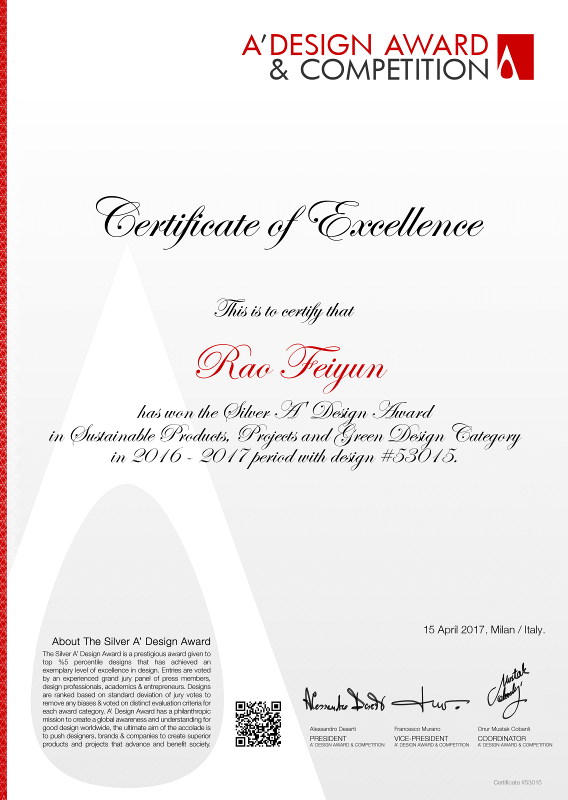 A'DESIGN AWARD
& COMPETITION
Certificate of Excellence
This is to certify that
Rao Feiyun
has won the Silver A' Design Award
in Sustainable Products, Projects and Green Design Category
in 2016 - 2017 period with design #53015.
15 April 2017, Milan / Italy.
About The Silver A' Design Award
The Silver A' Design Award is a prestigious award given to
top %5 percentile designs that has achieved an
exemplary level of excellence in design. Entries are voted
by an experienced grand jury panel of press members,
design professionals, academics & entrepreneurs. Designs
are ranked based on standard deviation of jury votes to
remove any biases & voted on distinct evaluation criteria for
each award category. A' Design Award has a philanthropic
mission to create a global awareness and understanding for
good design worldwide, the ultimate aim of the accolade is
to push designers, brands & companies to create superior
products and projects that advance and benefit society.
Alessandro Deserti
PRESIDENT
A' DESIGN AWARD & COMPETITION
Francesco Murano
VICE-PRESIDENT
A' DESIGN AWARD & COMPETITION
Onur Mustak Cobanli
COORDINATOR
A' DESIGN AWARD & COMPETITION
Certificate #53015